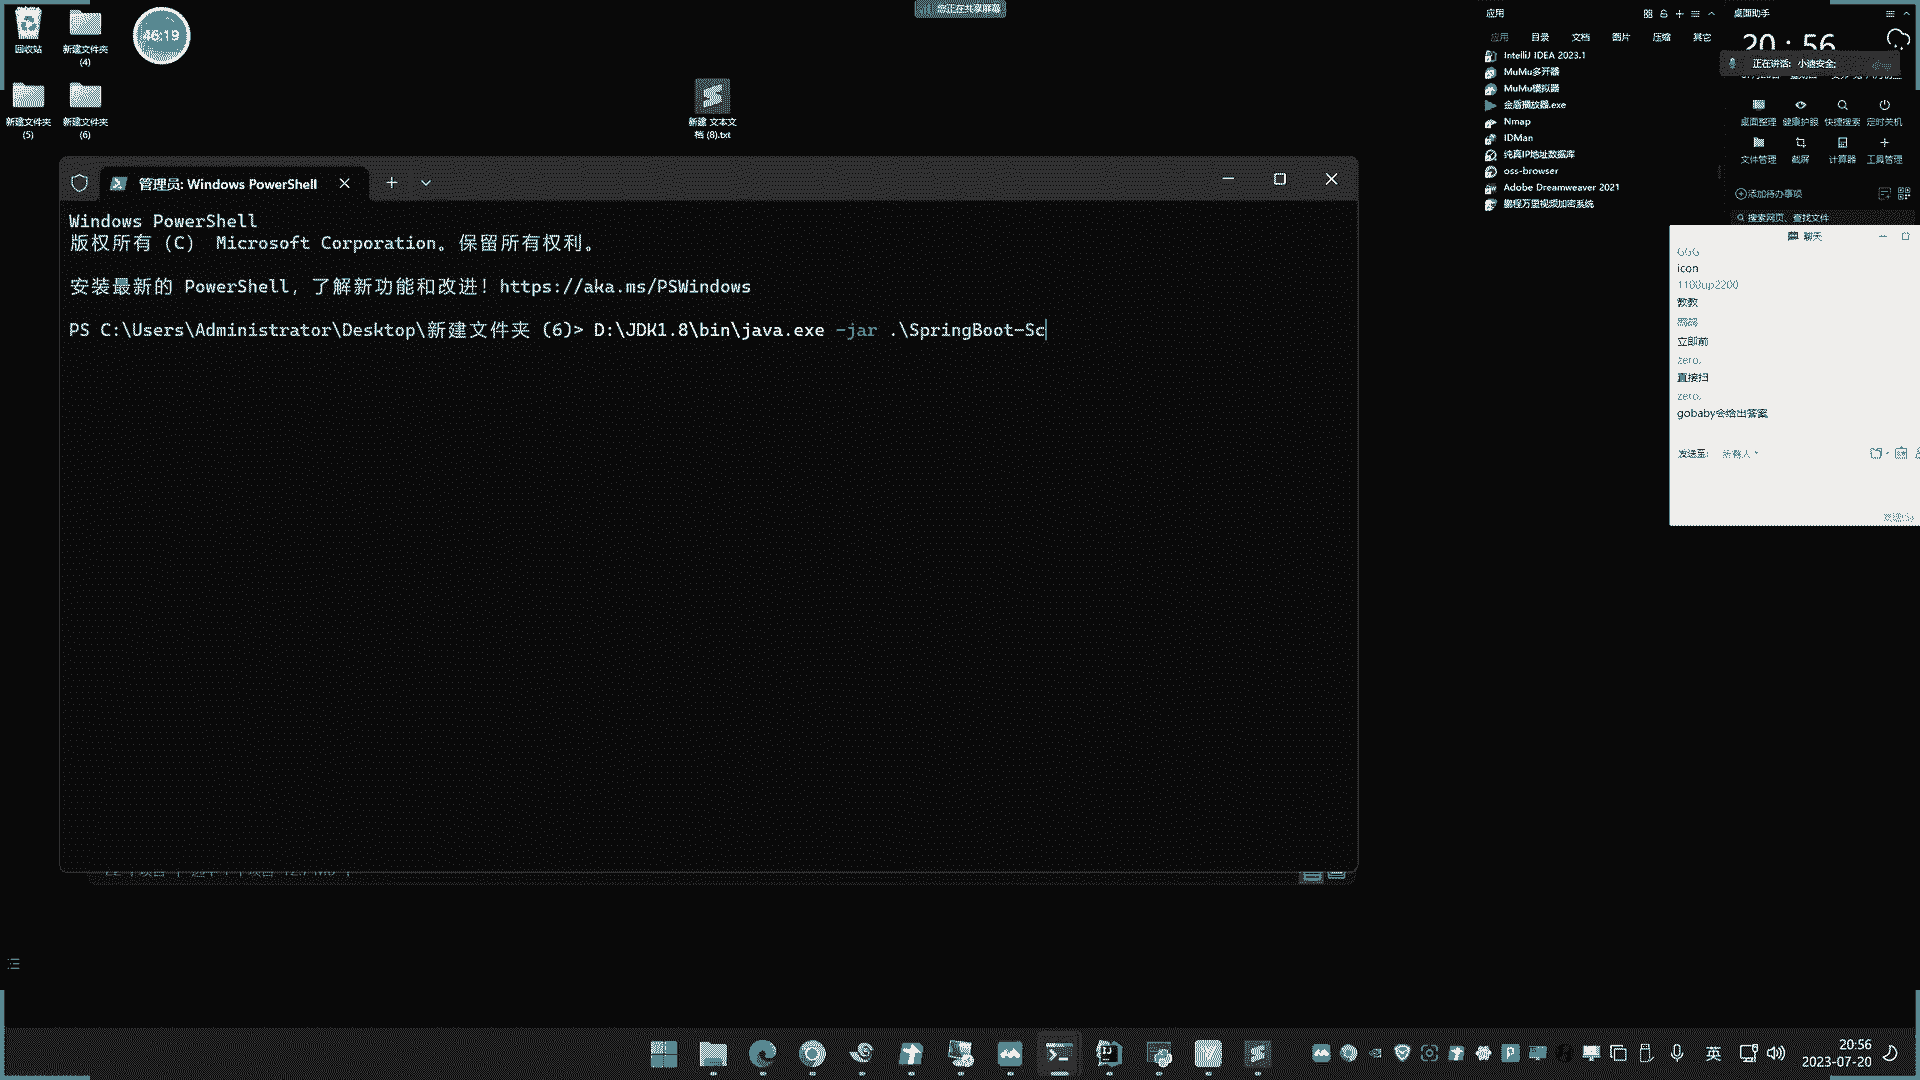 您正在共享屏幕
回收站
新建文件夹 (4)
46:19
新建文件夹 (5)
新建文件夹 (6)
新建 文本文
档 (8).txt
应用
应用 目录 文档 图片 压缩 其它
IntelliJ IDEA 2023.1
MuMu多开器
MuMu模拟器
金盾播放器.exe
Nmap
IDMan
纯真IP地址数据库
oss-browser
Adobe Dreamweaver 2021
鹏程万里视频加密系统
桌面助手
20 : 56
正在讲话: 小迪安全;
桌面整理 健康护眼 快捷搜索 定时关机
文件管理 截屏 计算器 工具管理
添加待办事项
搜索网页、查找文件
聊天
GGG
icon
1100up2200
教教
立即前
zero.
直接扫
zero.
gobaby会给出答案
发送至: 所有人
管理员: Windows PowerShell
Windows PowerShell
版权所有 (C) Microsoft Corporation。保留所有权利。
安装最新的 PowerShell，了解新功能和改进！https://aka.ms/PSWindows
PS C:\Users\Administrator\Desktop\新建文件夹 (6)> D:\JDK1.8\bin\java.exe -jar .\SpringBoot-Sc
英
20:56
2023-07-20